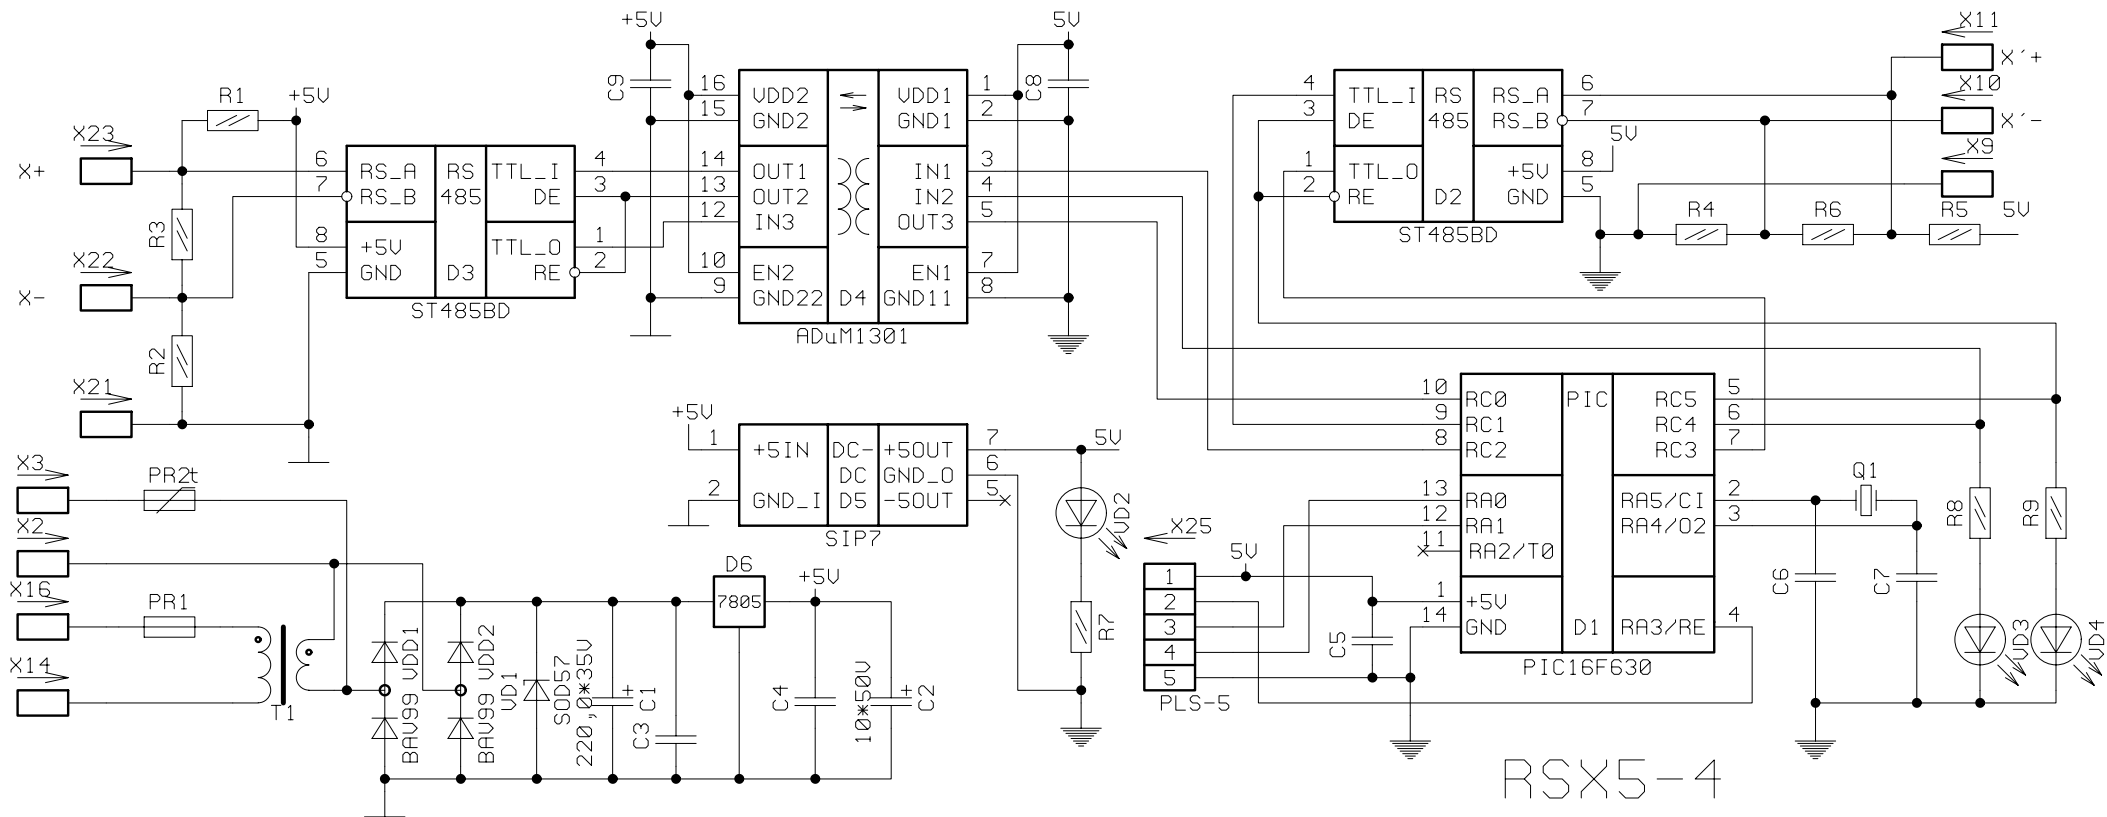 +5V
5V
X11
X'+
C9
C8
16
15
VDD2
GND2
VDD1
GND1
1
2
4
3
TTL_I
DE
RS
485
RS_A
RS_B
6
7
X10
X'-
R1
+5V
X23
X+
6
7
RS_A
RS_B
RS
485
TTL_I
DE
4
3
14
13
12
OUT1
OUT2
IN3
IN1
IN2
OUT3
3
4
5
1
2
TTL_O
RE
D2
+5V
GND
8
5
5V
X9
ST485BD
R4
R6
R5
5V
R3
8
5
+5V
GND
D3
TTL_O
RE
1
2
ST485BD
X22
X-
10
9
EN2
GND22
D4
EN1
GND11
7
8
ADuM1301
R2
X21
+5V
1
2
+5IN
GND_I
DC-
DC
D5
+5OUT
GND_O
-5OUT
7
6
5
5V
SIP7
VD2
R7
10
9
8
RC0
RC1
RC2
PIC
RC5
RC4
RC3
5
6
7
13
12
11
RA0
RA1
RA2/T0
RA5/CI
RA4/O2
2
3
Q1
R8
R9
1
14
+5V
GND
D1
RA3/RE
4
PIC16F630
C6
C7
VD3
VD4
X25
5V
1
2
3
4
5
PLS-5
C5
X3
PR2t
X2
X16
PR1
X14
T1
BAV99 VDD1
BAV99 VDD2
VD1
SOD57
220,0*35V
C1
C3
D6
7805
+5V
C4
10*50V
C2
RSX5-4